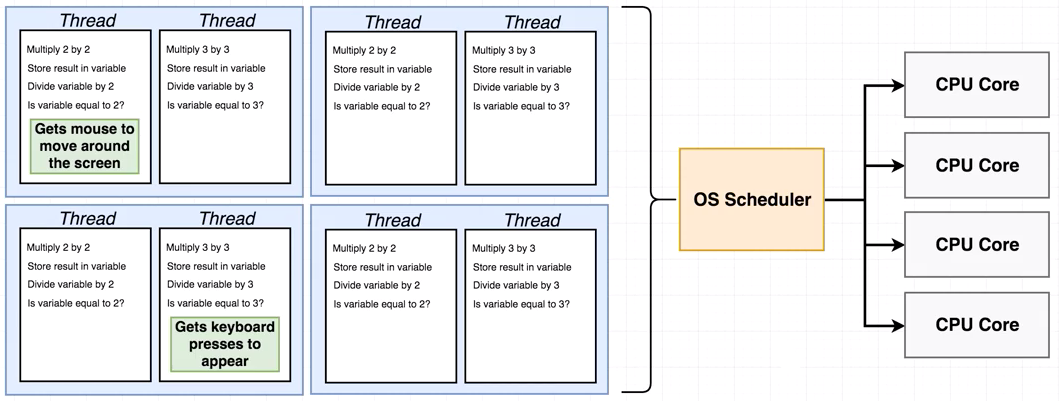 Thread
Multiply 2 by 2
Store result in variable
Divide variable by 2
Is variable equal to 2?
Gets mouse to
move around
the screen
Thread
Multiply 3 by 3
Store result in variable
Divide variable by 3
Is variable equal to 3?
Thread
Multiply 2 by 2
Store result in variable
Divide variable by 2
Is variable equal to 2?
Thread
Multiply 3 by 3
Store result in variable
Divide variable by 3
Is variable equal to 3?
Thread
Multiply 2 by 2
Store result in variable
Divide variable by 2
Is variable equal to 2?
Thread
Multiply 3 by 3
Store result in variable
Divide variable by 3
Is variable equal to 3?
Gets keyboard
presses to
appear
Thread
Multiply 2 by 2
Store result in variable
Divide variable by 2
Is variable equal to 2?
Thread
Multiply 3 by 3
Store result in variable
Divide variable by 3
Is variable equal to 3?
OS Scheduler
CPU Core
CPU Core
CPU Core
CPU Core